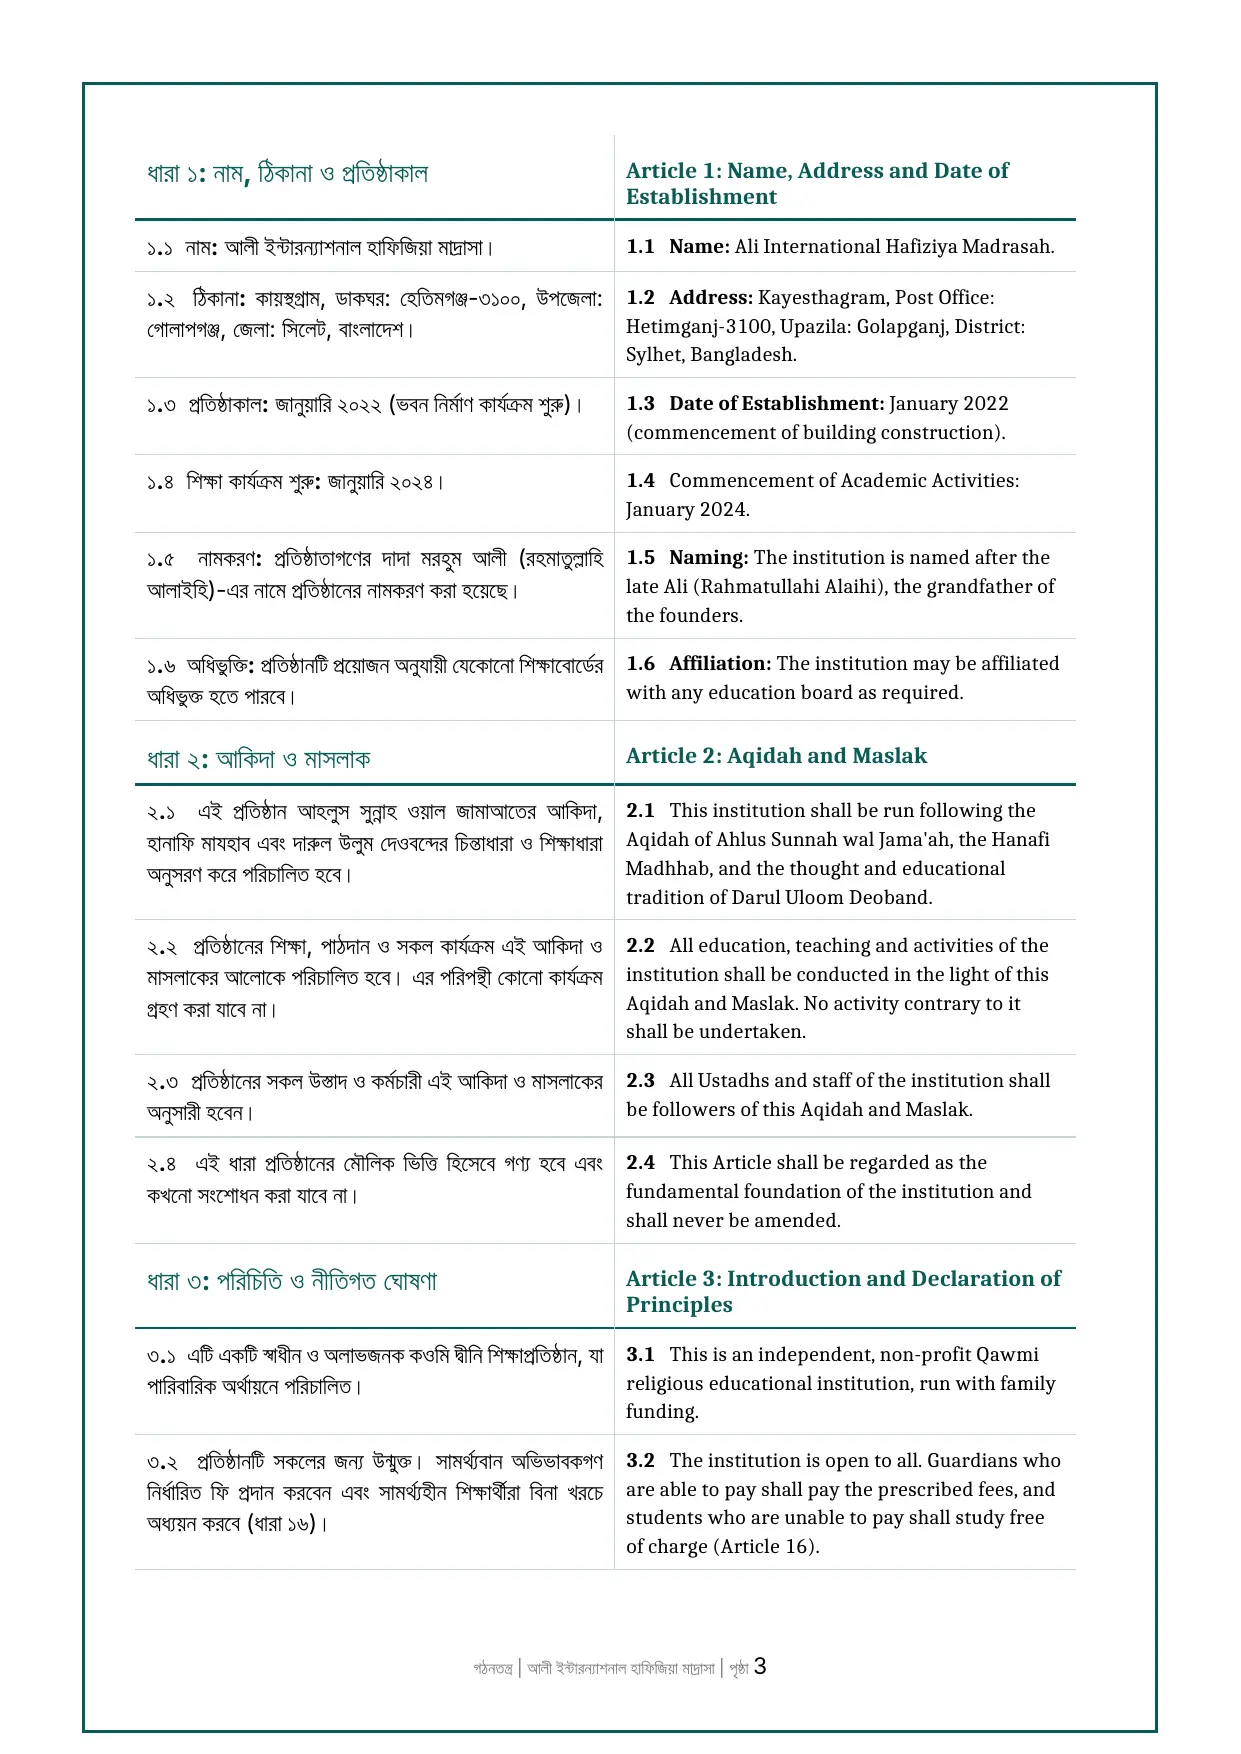 ধারা ১: নাম, ঠিকানা ও প্রতিষ্ঠাকাল
Article 1: Name, Address and Date of
Establishment
১.১ নাম: আলী ইন্টারন্যাশনাল হাফিজিয়া মাদ্রাসা।
1.1 Name: Ali International Hafiziya Madrasah.
১.২ ঠিকানা: কায়স্থগ্রাম, ডাকঘর: হেতিমগঞ্জ-৩১০০, উপজেলা:
গোলাপগঞ্জ, জেলা: সিলেট, বাংলাদেশ।
1.2 Address: Kayesthagram, Post Office:
Hetimganj-3100, Upazila: Golapganj, District:
Sylhet, Bangladesh.
১.৩ প্রতিষ্ঠাকাল: জানুয়ারি ২০২২ (ভবন নির্মাণ কার্যক্রম শুরু)।
1.3 Date of Establishment: January 2022
(commencement of building construction).
১.৪ শিক্ষা কার্যক্রম শুরু: জানুয়ারি ২০২৪।
1.4 Commencement of Academic Activities:
January 2024.
১.৫ নামকরণ: প্রতিষ্ঠাতাগণের দাদা মরহুম আলী (রহমাতুল্লাহি
আলাইহি)-এর নামে প্রতিষ্ঠানের নামকরণ করা হয়েছে।
1.5 Naming: The institution is named after the
late Ali (Rahmatullahi Alaihi), the grandfather of
the founders.
১.৬ অধিভুক্তি: প্রতিষ্ঠানটি প্রয়োজন অনুযায়ী যেকোনো শিক্ষাবোর্ডের
অধিভুক্ত হতে পারবে।
1.6 Affiliation: The institution may be affiliated
with any education board as required.
ধারা ২: আকিদা ও মাসলাক
Article 2: Aqidah and Maslak
২.১ এই প্রতিষ্ঠান আহলুস সুন্নাহ ওয়াল জামাআতের আকিদা,
হানাফি মাযহাব এবং দারুল উলুম দেওবন্দের চিন্তাধারা ও শিক্ষাধারা
অনুসরণ করে পরিচালিত হবে।
2.1 This institution shall be run following the
Aqidah of Ahlus Sunnah wal Jama'ah, the Hanafi
Madhhab, and the thought and educational
tradition of Darul Uloom Deoband.
২.২ প্রতিষ্ঠানের শিক্ষা, পাঠদান ও সকল কার্যক্রম এই আকিদা ও
মাসলাকের আলোকে পরিচালিত হবে। এর পরিপন্থী কোনো কার্যক্রম
গ্রহণ করা যাবে না।
2.2 All education, teaching and activities of the
institution shall be conducted in the light of this
Aqidah and Maslak. No activity contrary to it
shall be undertaken.
২.৩ প্রতিষ্ঠানের সকল উস্তাদ ও কর্মচারী এই আকিদা ও মাসলাকের
অনুসারী হবেন।
2.3 All Ustadhs and staff of the institution shall
be followers of this Aqidah and Maslak.
২.৪ এই ধারা প্রতিষ্ঠানের মৌলিক ভিত্তি হিসেবে গণ্য হবে এবং
কখনো সংশোধন করা যাবে না।
2.4 This Article shall be regarded as the
fundamental foundation of the institution and
shall never be amended.
ধারা ৩: পরিচিতি ও নীতিগত ঘোষণা
Article 3: Introduction and Declaration of
Principles
৩.১ এটি একটি স্বাধীন ও অলাভজনক কওমি দ্বীনি শিক্ষাপ্রতিষ্ঠান, যা
পারিবারিক অর্থায়নে পরিচালিত।
3.1 This is an independent, non-profit Qawmi
religious educational institution, run with family
funding.
৩.২ প্রতিষ্ঠানটি সকলের জন্য উন্মুক্ত। সামর্থ্যবান অভিভাবকগণ
নির্ধারিত ফি প্রদান করবেন এবং সামর্থ্যহীন শিক্ষার্থীরা বিনা খরচে
অধ্যয়ন করবে (ধারা ১৬)।
3.2 The institution is open to all. Guardians who
are able to pay shall pay the prescribed fees, and
students who are unable to pay shall study free
of charge (Article 16).
গঠনতন্ত্র | আলী ইন্টারন্যাশনাল হাফিজিয়া মাদ্রাসা | পৃষ্ঠা 3